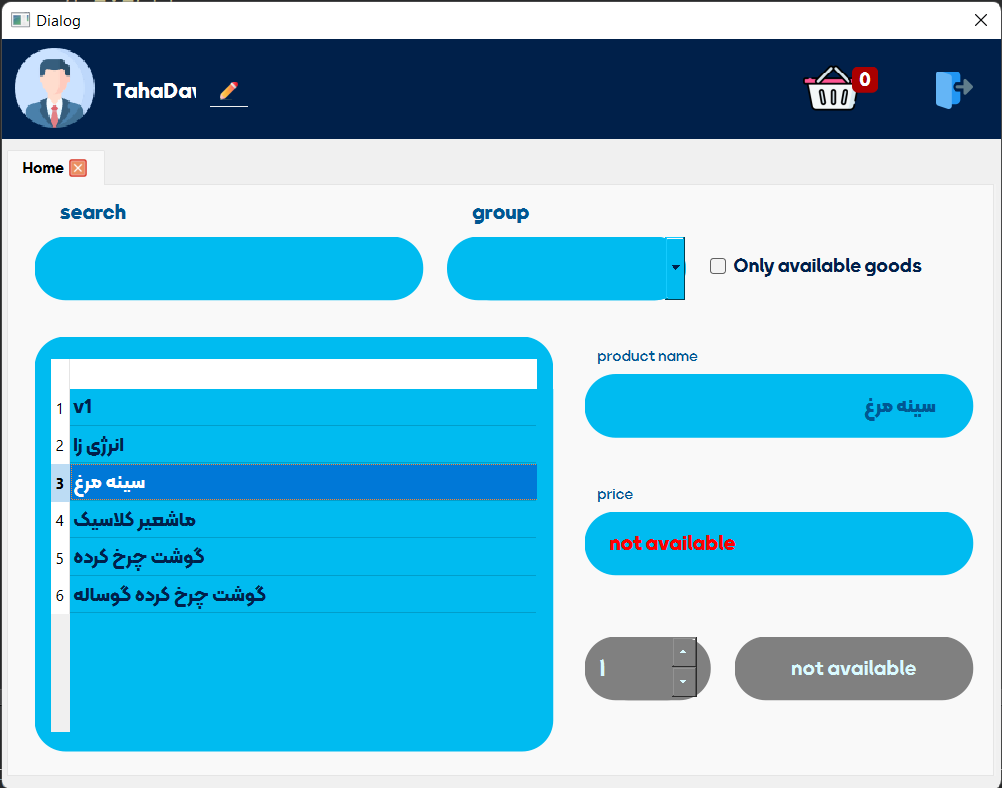 Dialog
TahaDav
0
Home
search
group
Only available goods
1 v1
2 انرژی زا
3 سینه مرغ
4 ماشعیر کلاسیک
5 گوشت چرخ کرده
6 گوشت چرخ کرده گوساله
product name
سینه مرغ
price
not available
1
not available